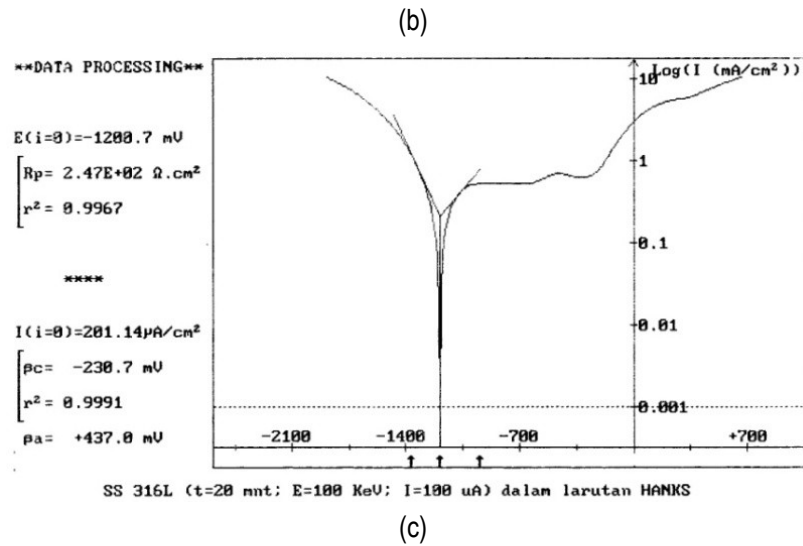 (b)
**DATA PROCESSING**
E(i=0)=-1200.7 mV
Rp= 2.47E+02 Ω.cm²
r²= 0.9967
****
I(i=0)=201.14µA/cm²
βc= -230.7 mV
r²= 0.9991
βa= +437.0 mV
Log(I (mA/cm²))
10
1
0.1
0.01
0.001
-2100 -1400 -700 +700
SS 316L (t=20 mnt; E=100 KeV; I=100 uA) dalam larutan HANKS
(c)